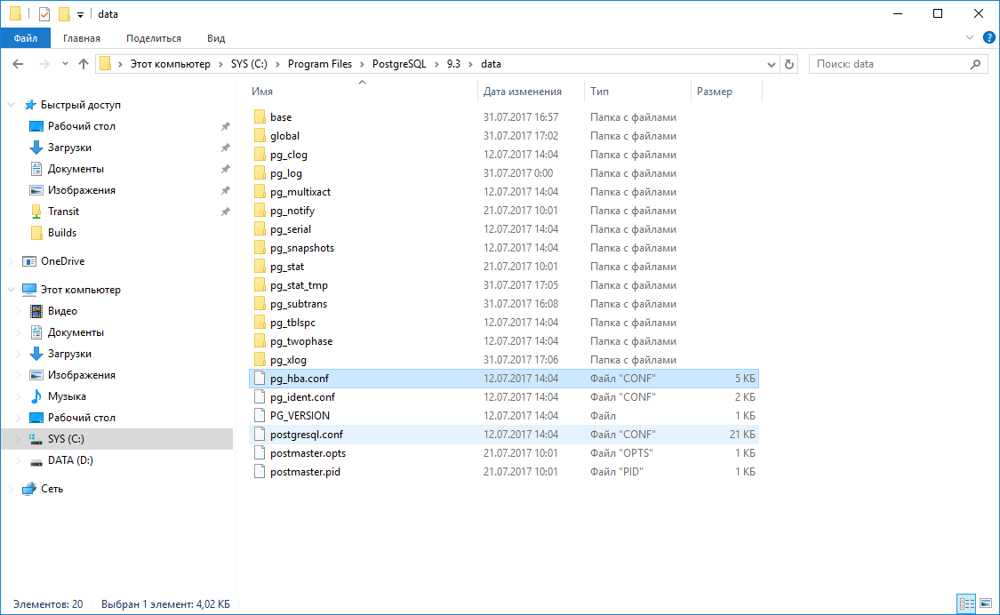 data
Файл Главная Поделиться Вид
Этот компьютер SYS (C:) Program Files PostgreSQL 9.3 data Поиск: data
Имя Дата изменения Тип Размер
Быстрый доступ
Рабочий стол
Загрузки
Документы
Изображения
Transit
Builds
OneDrive
Этот компьютер
Видео
Документы
Загрузки
Изображения
Музыка
Рабочий стол
SYS (C:)
DATA (D:)
Сеть
base 31.07.2017 16:57 Папка с файлами
global 31.07.2017 17:02 Папка с файлами
pg_clog 12.07.2017 14:04 Папка с файлами
pg_log 31.07.2017 0:00 Папка с файлами
pg_multixact 12.07.2017 14:04 Папка с файлами
pg_notify 21.07.2017 10:01 Папка с файлами
pg_serial 12.07.2017 14:04 Папка с файлами
pg_snapshots 12.07.2017 14:04 Папка с файлами
pg_stat 21.07.2017 10:01 Папка с файлами
pg_stat_tmp 31.07.2017 17:05 Папка с файлами
pg_subtrans 31.07.2017 16:08 Папка с файлами
pg_tblspc 12.07.2017 14:04 Папка с файлами
pg_twophase 12.07.2017 14:04 Папка с файлами
pg_xlog 31.07.2017 17:06 Папка с файлами
pg_hba.conf 12.07.2017 14:04 Файл "CONF" 5 КБ
pg_ident.conf 12.07.2017 14:04 Файл "CONF" 2 КБ
PG_VERSION 12.07.2017 14:04 Файл 1 КБ
postgresql.conf 12.07.2017 14:04 Файл "CONF" 21 КБ
postmaster.opts 21.07.2017 10:01 Файл "OPTS" 1 КБ
postmaster.pid 21.07.2017 10:01 Файл "PID" 1 КБ
Элементов: 20 Выбран 1 элемент: 4,02 КБ